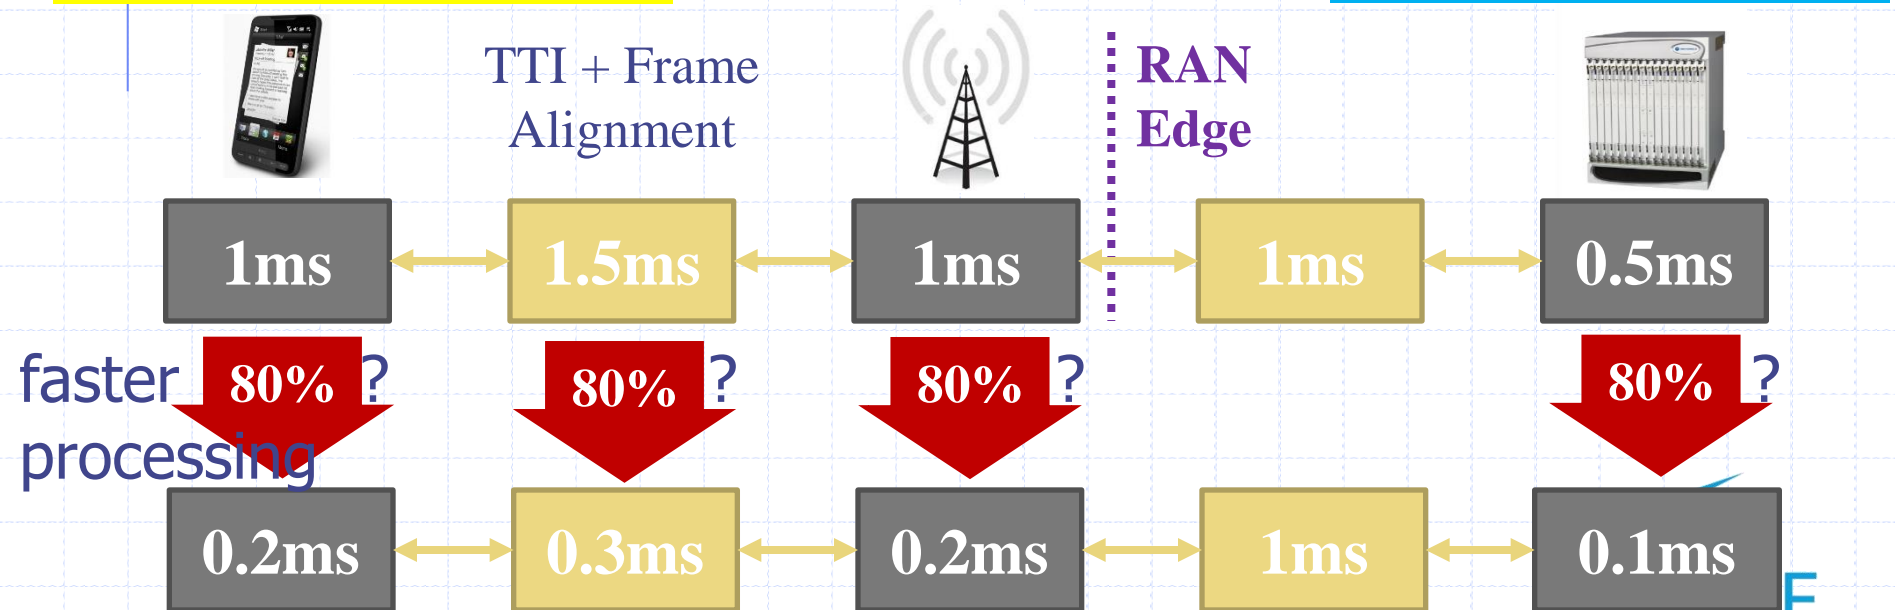 TTI + Frame
Alignment
RAN
Edge
1ms
1.5ms
1ms
1ms
0.5ms
faster
processing
80%
?
80%
?
80%
?
80%
?
0.2ms
0.3ms
0.2ms
1ms
0.1ms